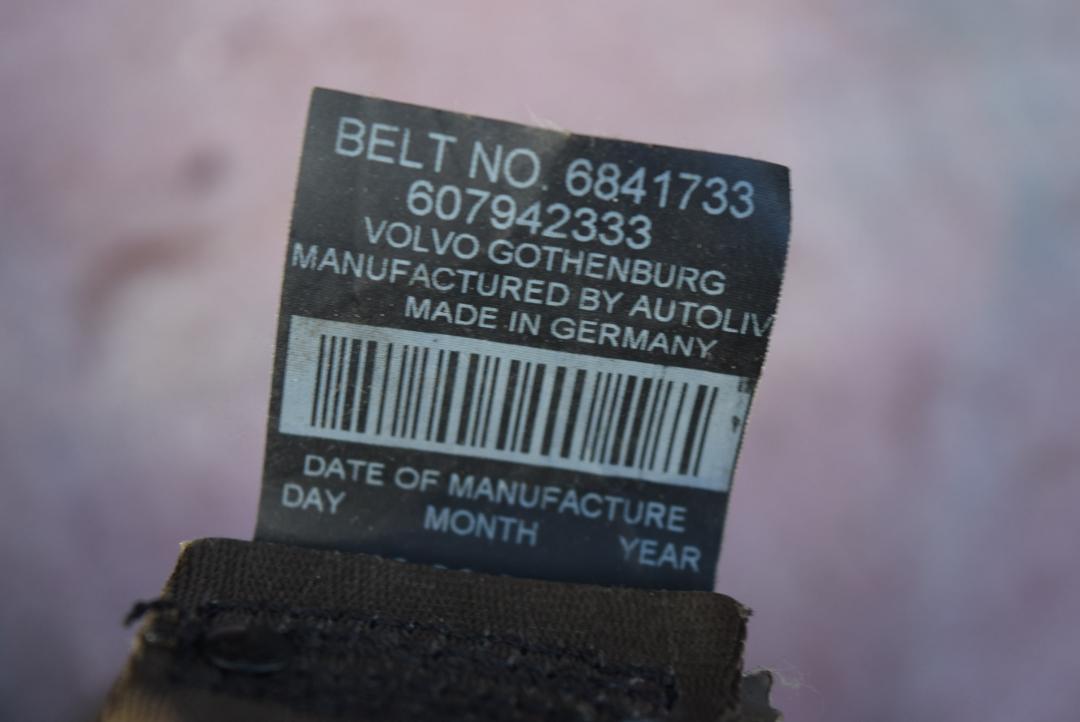 BELT NO. 6841733
607942333
VOLVO GOTHENBURG
MANUFACTURED BY AUTOLIV
MADE IN GERMANY
DATE OF MANUFACTURE
DAY MONTH YEAR